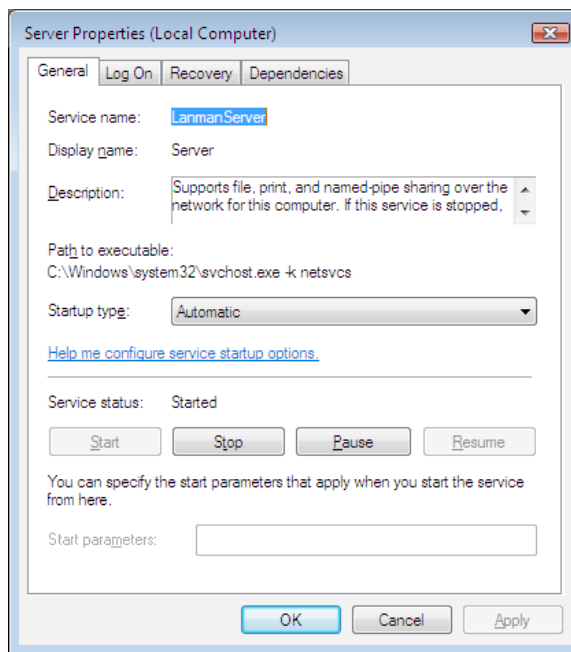 Server Properties (Local Computer)
General Log On Recovery Dependencies
Service name: LanmanServer
Display name: Server
Description: Supports file, print, and named-pipe sharing over the
network for this computer. If this service is stopped,
Path to executable:
C:\Windows\system32\svchost.exe -k netsvcs
Startup type: Automatic
Help me configure service startup options.
Service status: Started
Start Stop Pause Resume
You can specify the start parameters that apply when you start the service
from here.
Start parameters:
OK Cancel Apply